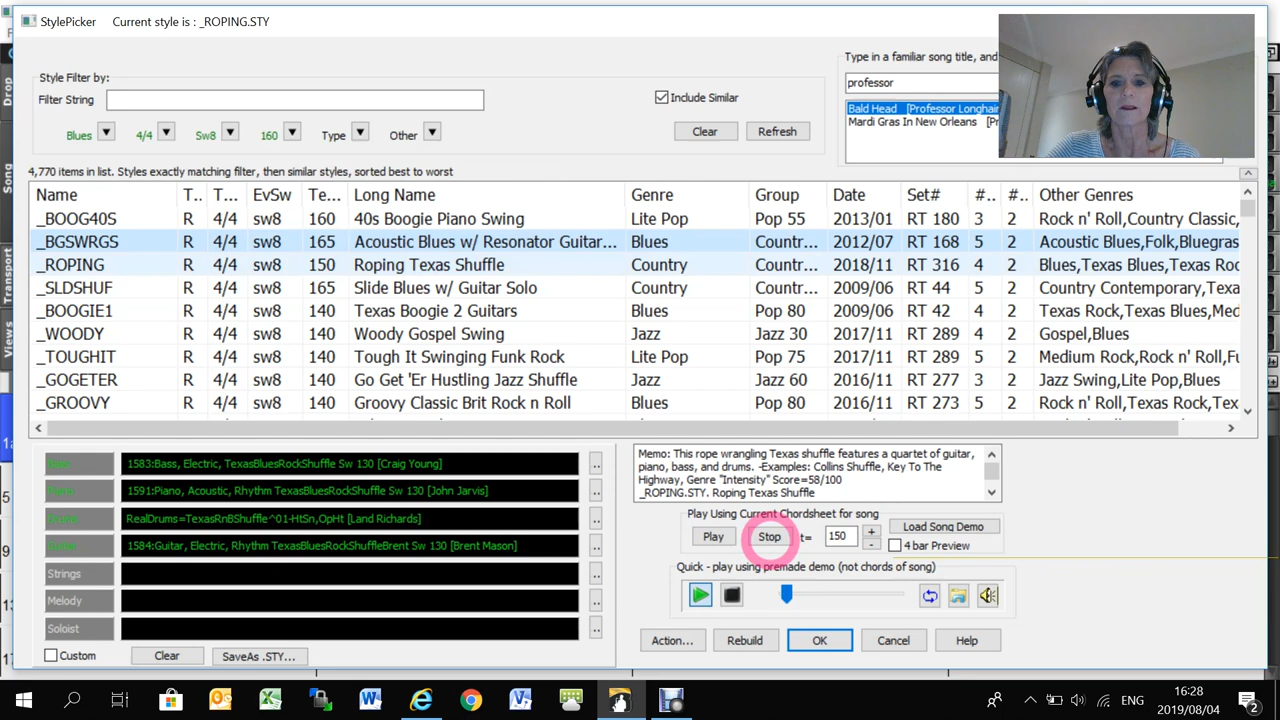 StylePicker Current style is : _ROPING.STY
Style Filter by:
Filter String
Include Similar
Blues 4/4 Sw8 160 Type Other
Clear Refresh
Type in a familiar song title, and
professor
Bald Head [Professor Longhair
Mardi Gras In New Orleans [P
4,770 items in list. Styles exactly matching filter, then similar styles, sorted best to worst
Name T.. T... EvSw Te... Long Name Genre Group Date Set# #.. #.. Other Genres
_BOOG40S R 4/4 sw8 160 40s Boogie Piano Swing Lite Pop Pop 55 2013/01 RT 180 3 2 Rock n' Roll,Country Classic,
_BGSWRGS R 4/4 sw8 165 Acoustic Blues w/ Resonator Guitar... Blues Countr... 2012/07 RT 168 5 2 Acoustic Blues,Folk,Bluegras
_ROPING R 4/4 sw8 150 Roping Texas Shuffle Country Countr... 2018/11 RT 316 4 2 Blues,Texas Blues,Texas Roc
_SLDSHUF R 4/4 sw8 165 Slide Blues w/ Guitar Solo Country Countr... 2009/06 RT 44 5 2 Country Contemporary,Texa
_BOOGIE1 R 4/4 sw8 140 Texas Boogie 2 Guitars Blues Pop 80 2009/06 RT 42 4 2 Texas Rock,Texas Blues,Med
_WOODY R 4/4 sw8 140 Woody Gospel Swing Jazz Jazz 30 2017/11 RT 289 4 2 Gospel,Blues
_TOUGHIT R 4/4 sw8 140 Tough It Swinging Funk Rock Lite Pop Pop 75 2017/11 RT 289 5 2 Medium Rock,Rock n' Roll,Fu
_GOGETER R 4/4 sw8 140 Go Get 'Er Hustling Jazz Shuffle Jazz Jazz 60 2016/11 RT 277 3 2 Jazz Swing,Lite Pop,Blues
_GROOVY R 4/4 sw8 140 Groovy Classic Brit Rock n Roll Blues Pop 80 2016/11 RT 273 5 2 Rock n' Roll,Texas Rock,Tex
1583:Bass, Electric, TexasBluesRockShuffle Sw 130 [Craig Young]
1591:Piano, Acoustic, Rhythm TexasBluesRockShuffle Sw 130 [John Jarvis]
RealDrums=TexasRnBShuffle^01-HtSn,OpHt [Land Richards]
1584:Guitar, Electric, Rhythm TexasBluesRockShuffleBrent Sw 130 [Brent Mason]
Strings
Melody
Soloist
Custom Clear SaveAs .STY...
Memo: This rope wrangling Texas shuffle features a quartet of guitar,
piano, bass, and drums. -Examples: Collins Shuffle, Key To The
Highway, Genre "Intensity" Score=58/100
_ROPING.STY. Roping Texas Shuffle
Play Using Current Chordsheet for song
Play Stop t= 150 + - Load Song Demo
4 bar Preview
Quick - play using premade demo (not chords of song)
Action... Rebuild OK Cancel Help
Drop
Song
Transport
Views
5
9
ENG
16:28
2019/08/04
2